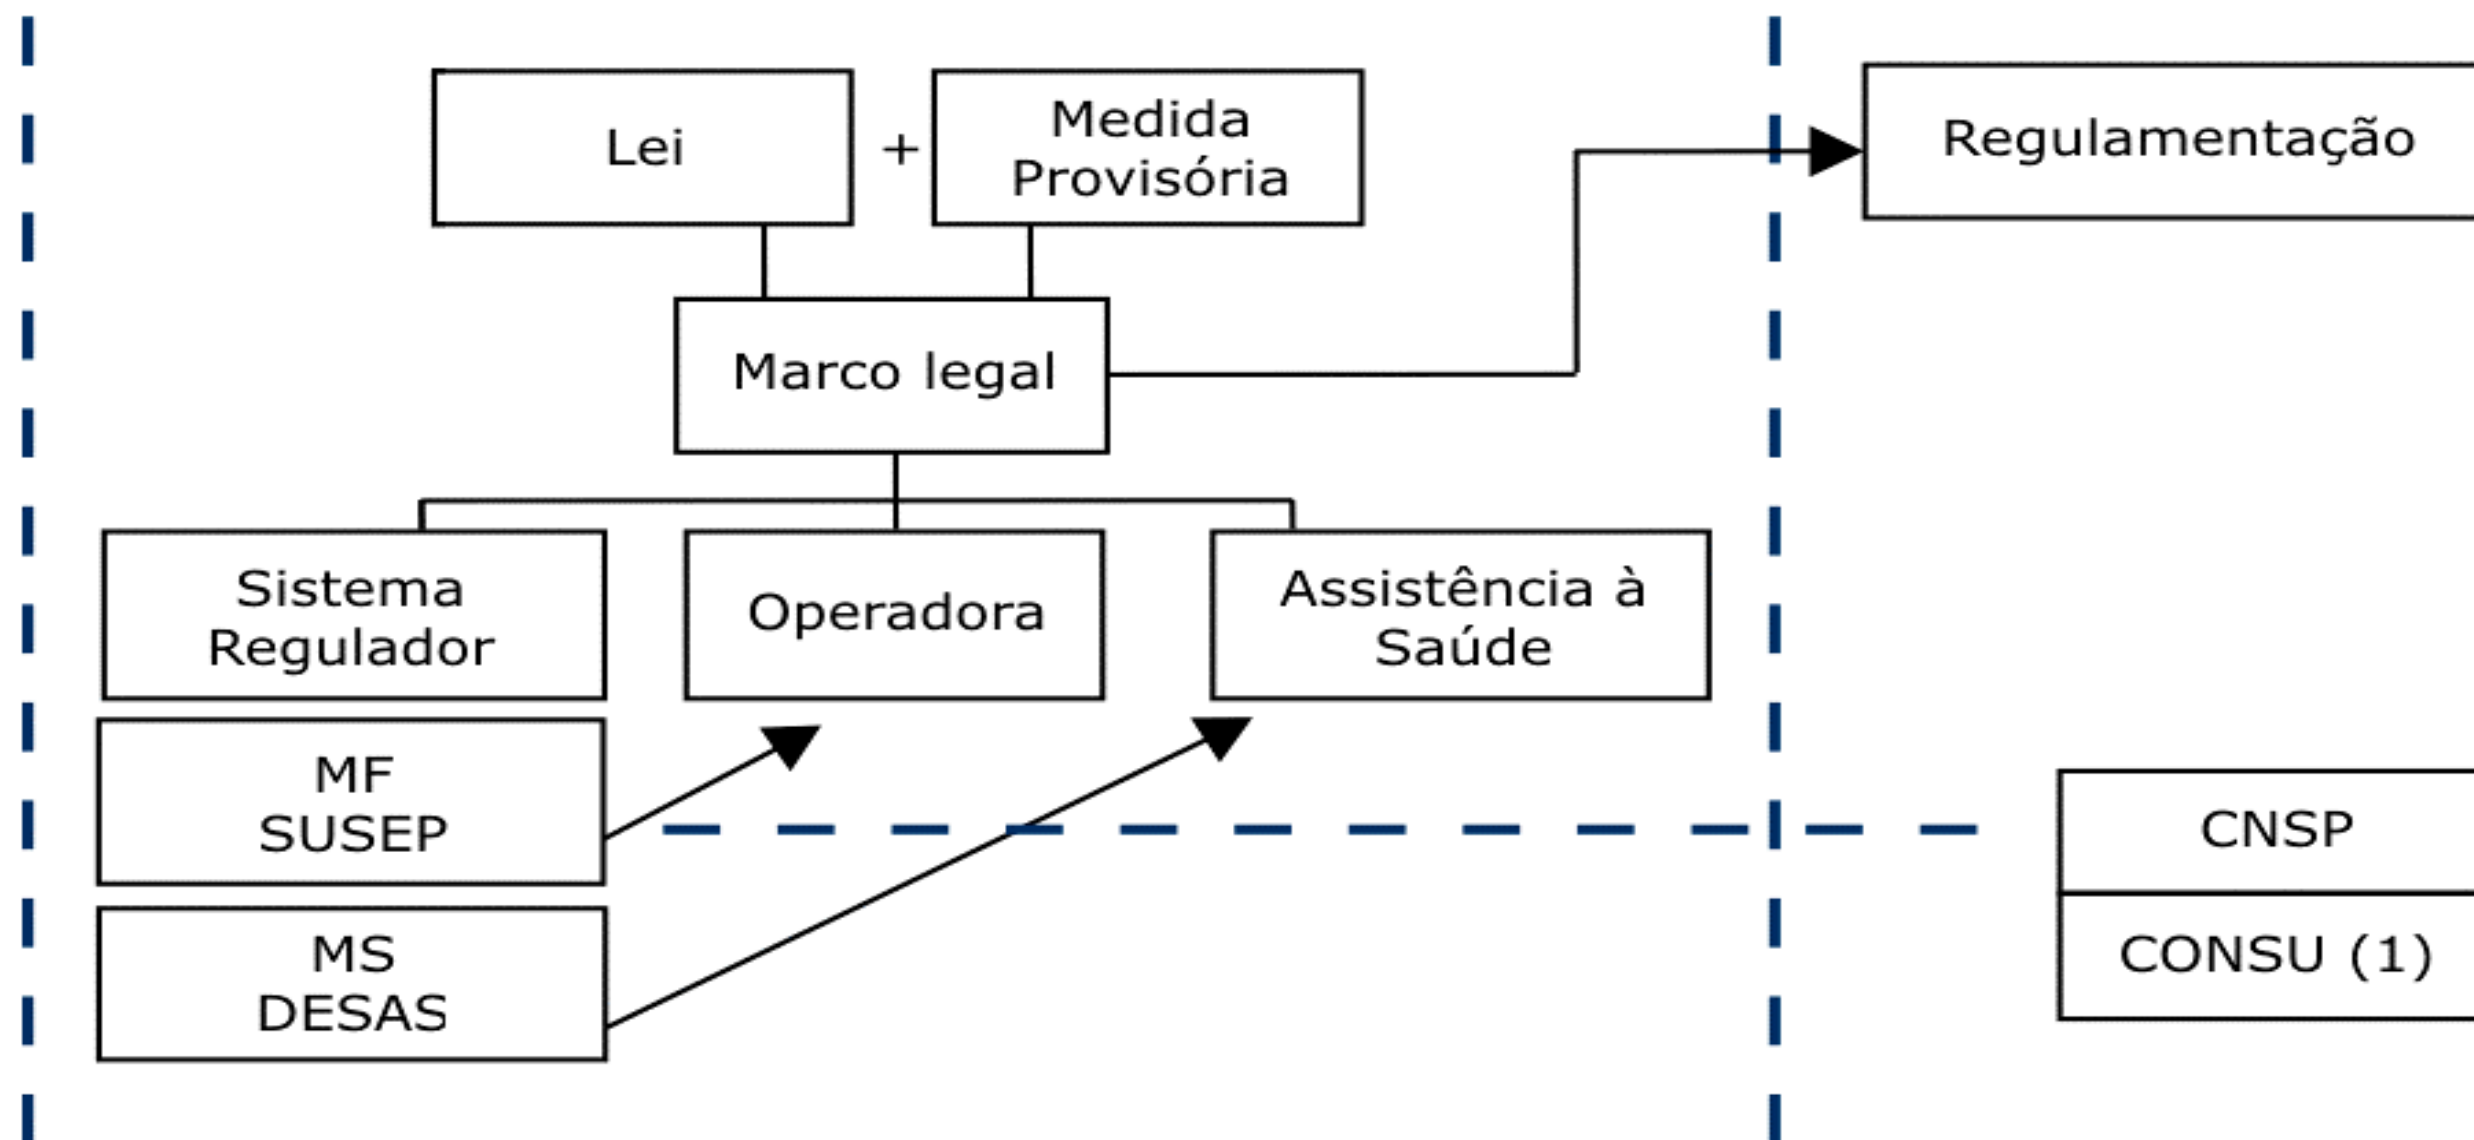 Lei
+
Medida
Provisória
Regulamentação
Marco legal
Sistema
Regulador
Operadora
Assistência à
Saúde
MF
SUSEP
CNSP
MS
DESAS
CONSU (1)